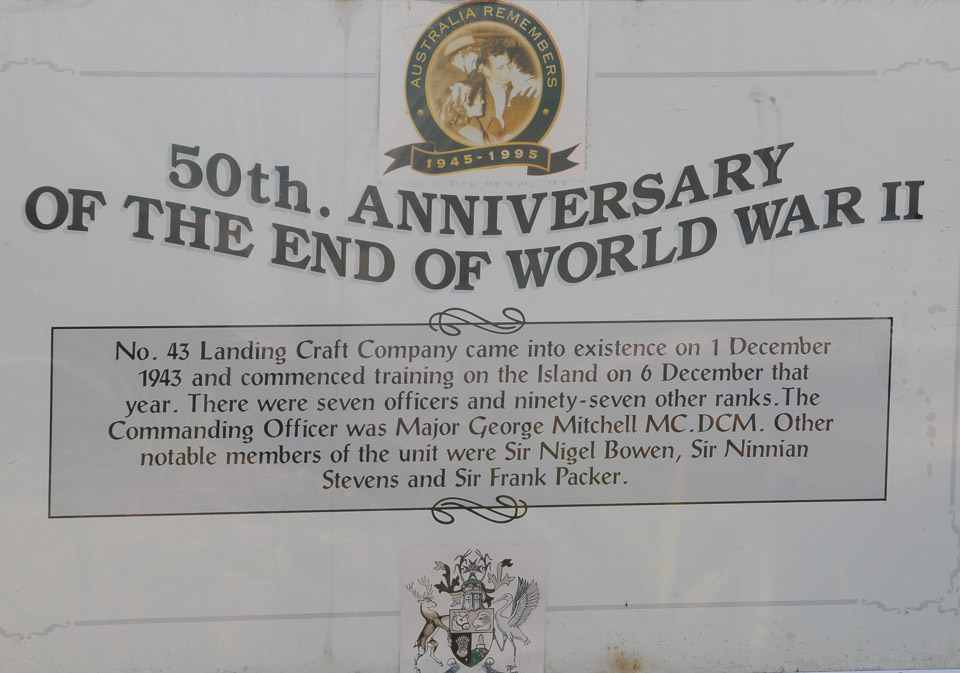 AUSTRALIA REMEMBERS
1945-1995
50th. ANNIVERSARY
OF THE END OF WORLD WAR II
No. 43 Landing Craft Company came into existence on 1 December
1943 and commenced training on the Island on 6 December that
year. There were seven officers and ninety-seven other ranks.The
Commanding Officer was Major George Mitchell MC.DCM. Other
notable members of the unit were Sir Nigel Bowen, Sir Ninnian
Stevens and Sir Frank Packer.